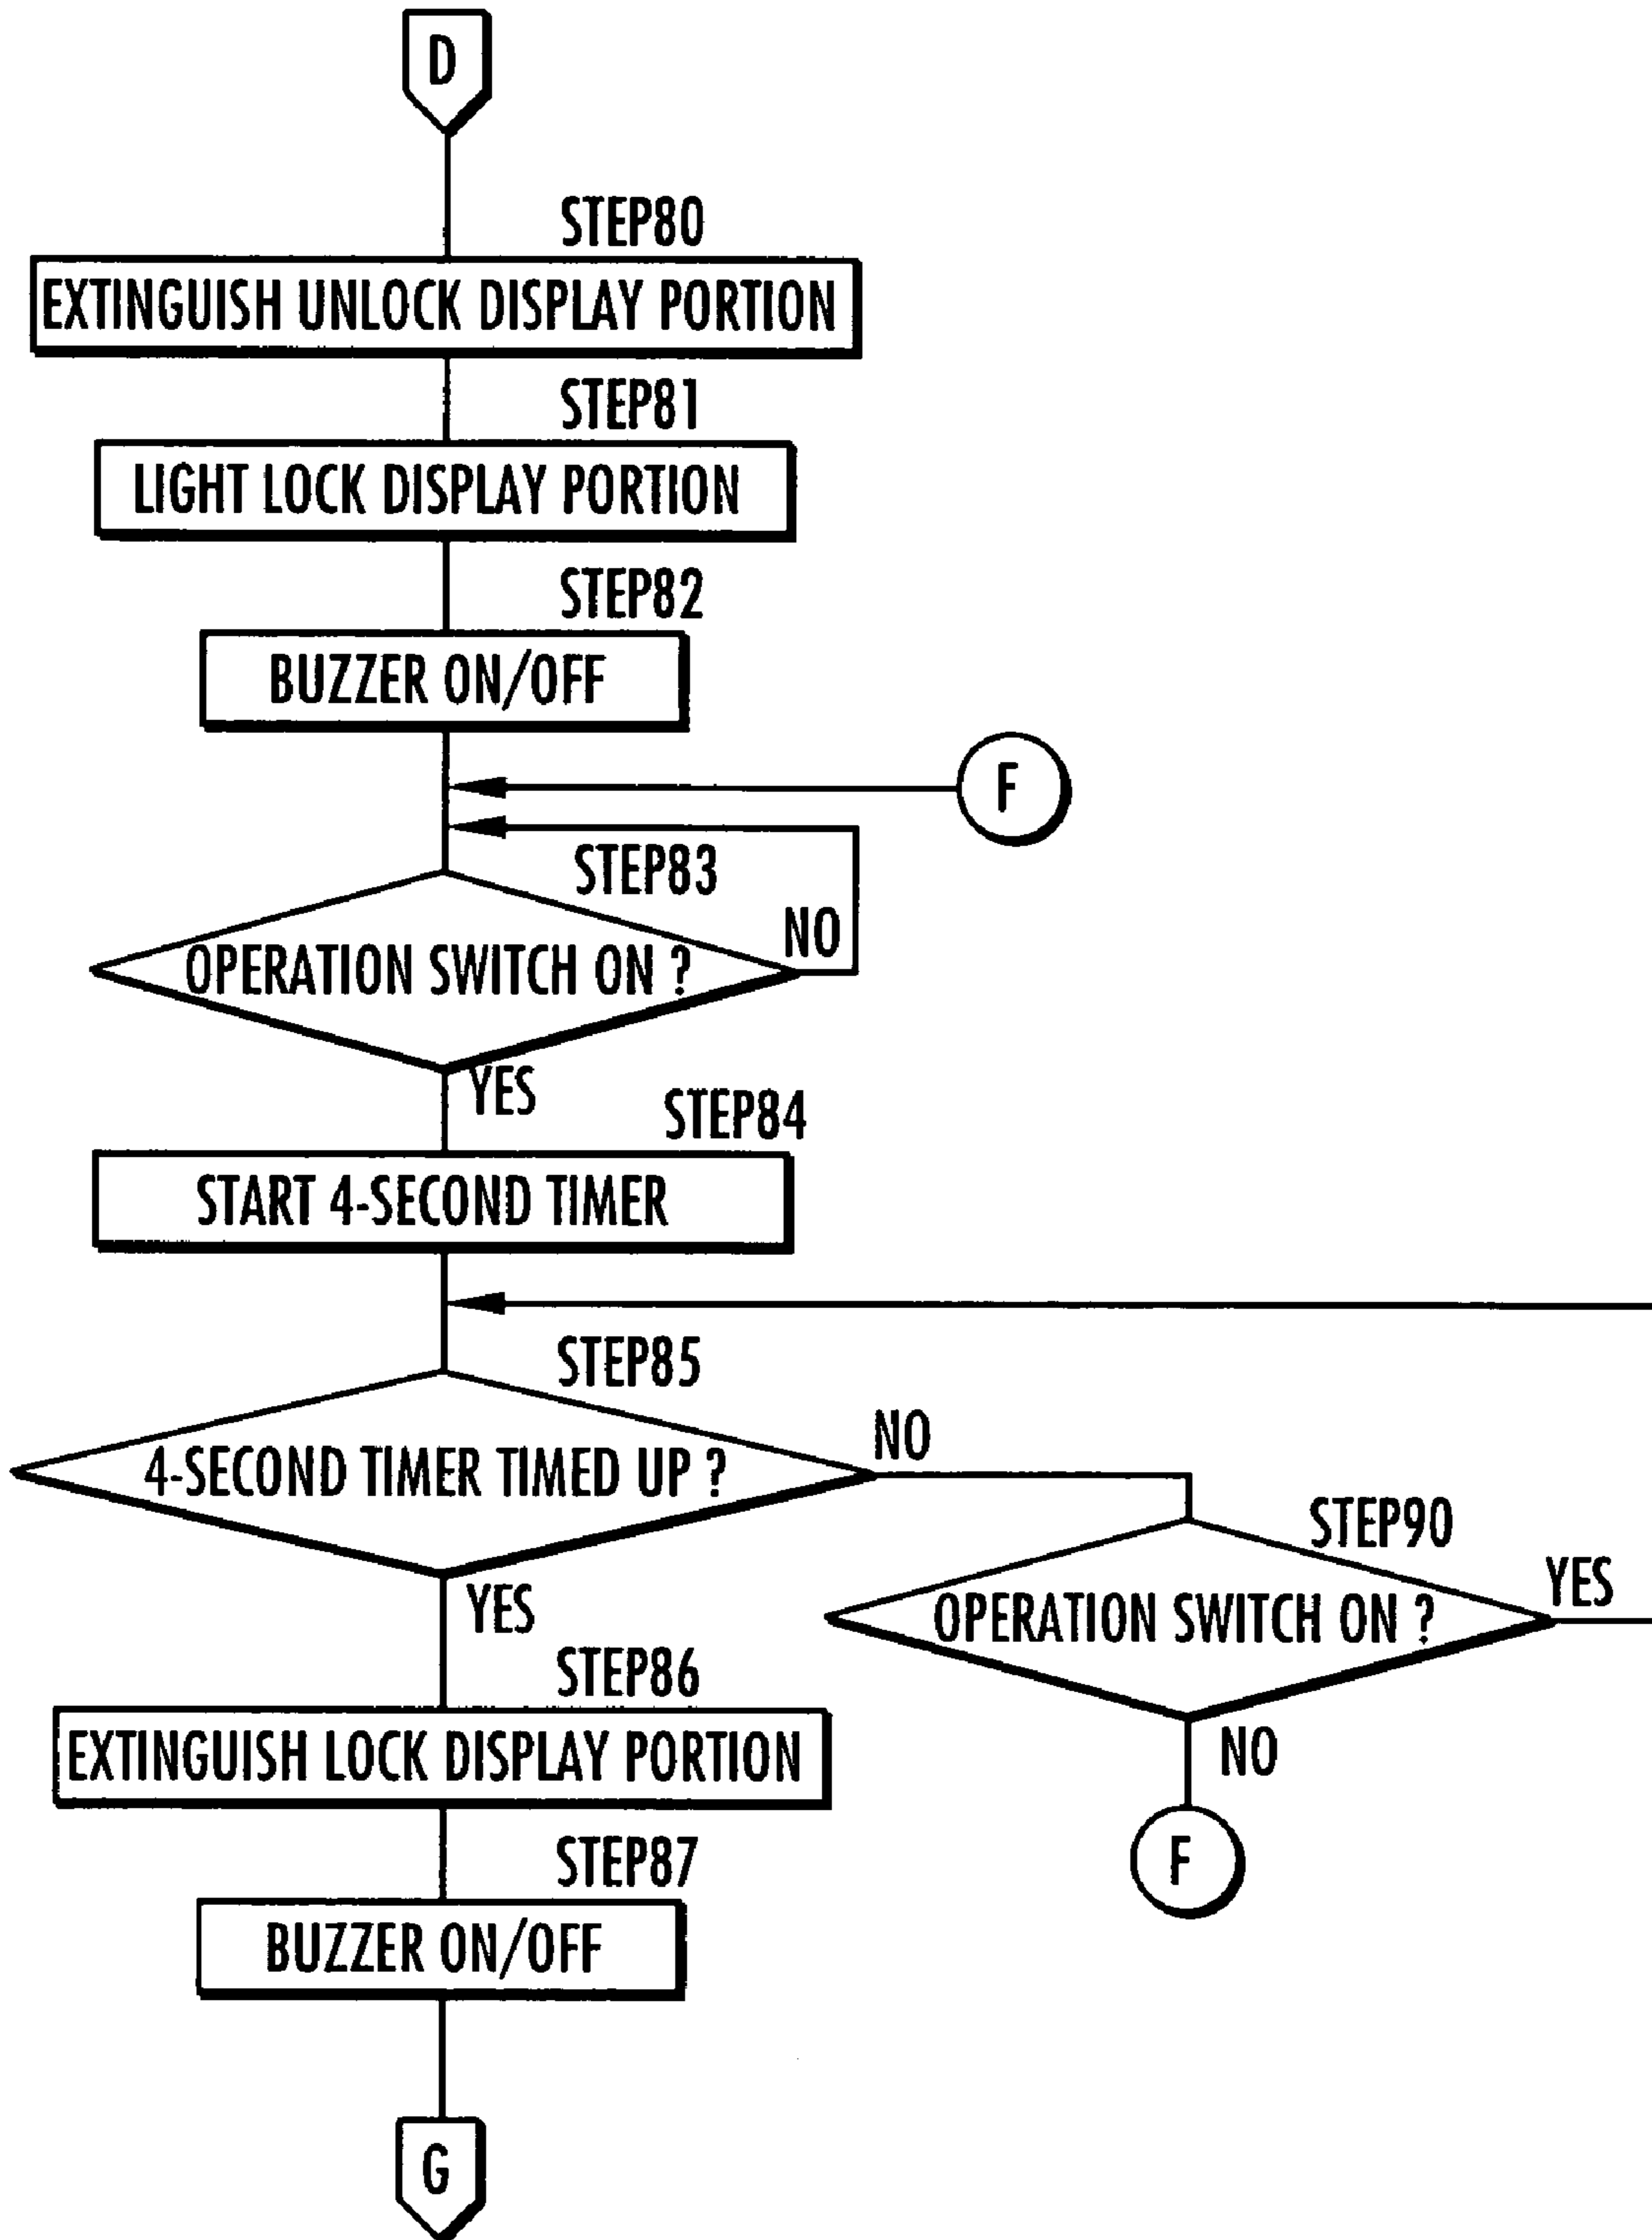 D
STEP80
EXTINGUISH UNLOCK DISPLAY PORTION
STEP81
LIGHT LOCK DISPLAY PORTION
STEP82
BUZZER ON/OFF
F
STEP83
NO
OPERATION SWITCH ON ?
YES
STEP84
START 4-SECOND TIMER
STEP85
NO
4-SECOND TIMER TIMED UP ?
STEP90
YES
OPERATION SWITCH ON ?
YES
STEP86
EXTINGUISH LOCK DISPLAY PORTION
NO
STEP87
F
BUZZER ON/OFF
G